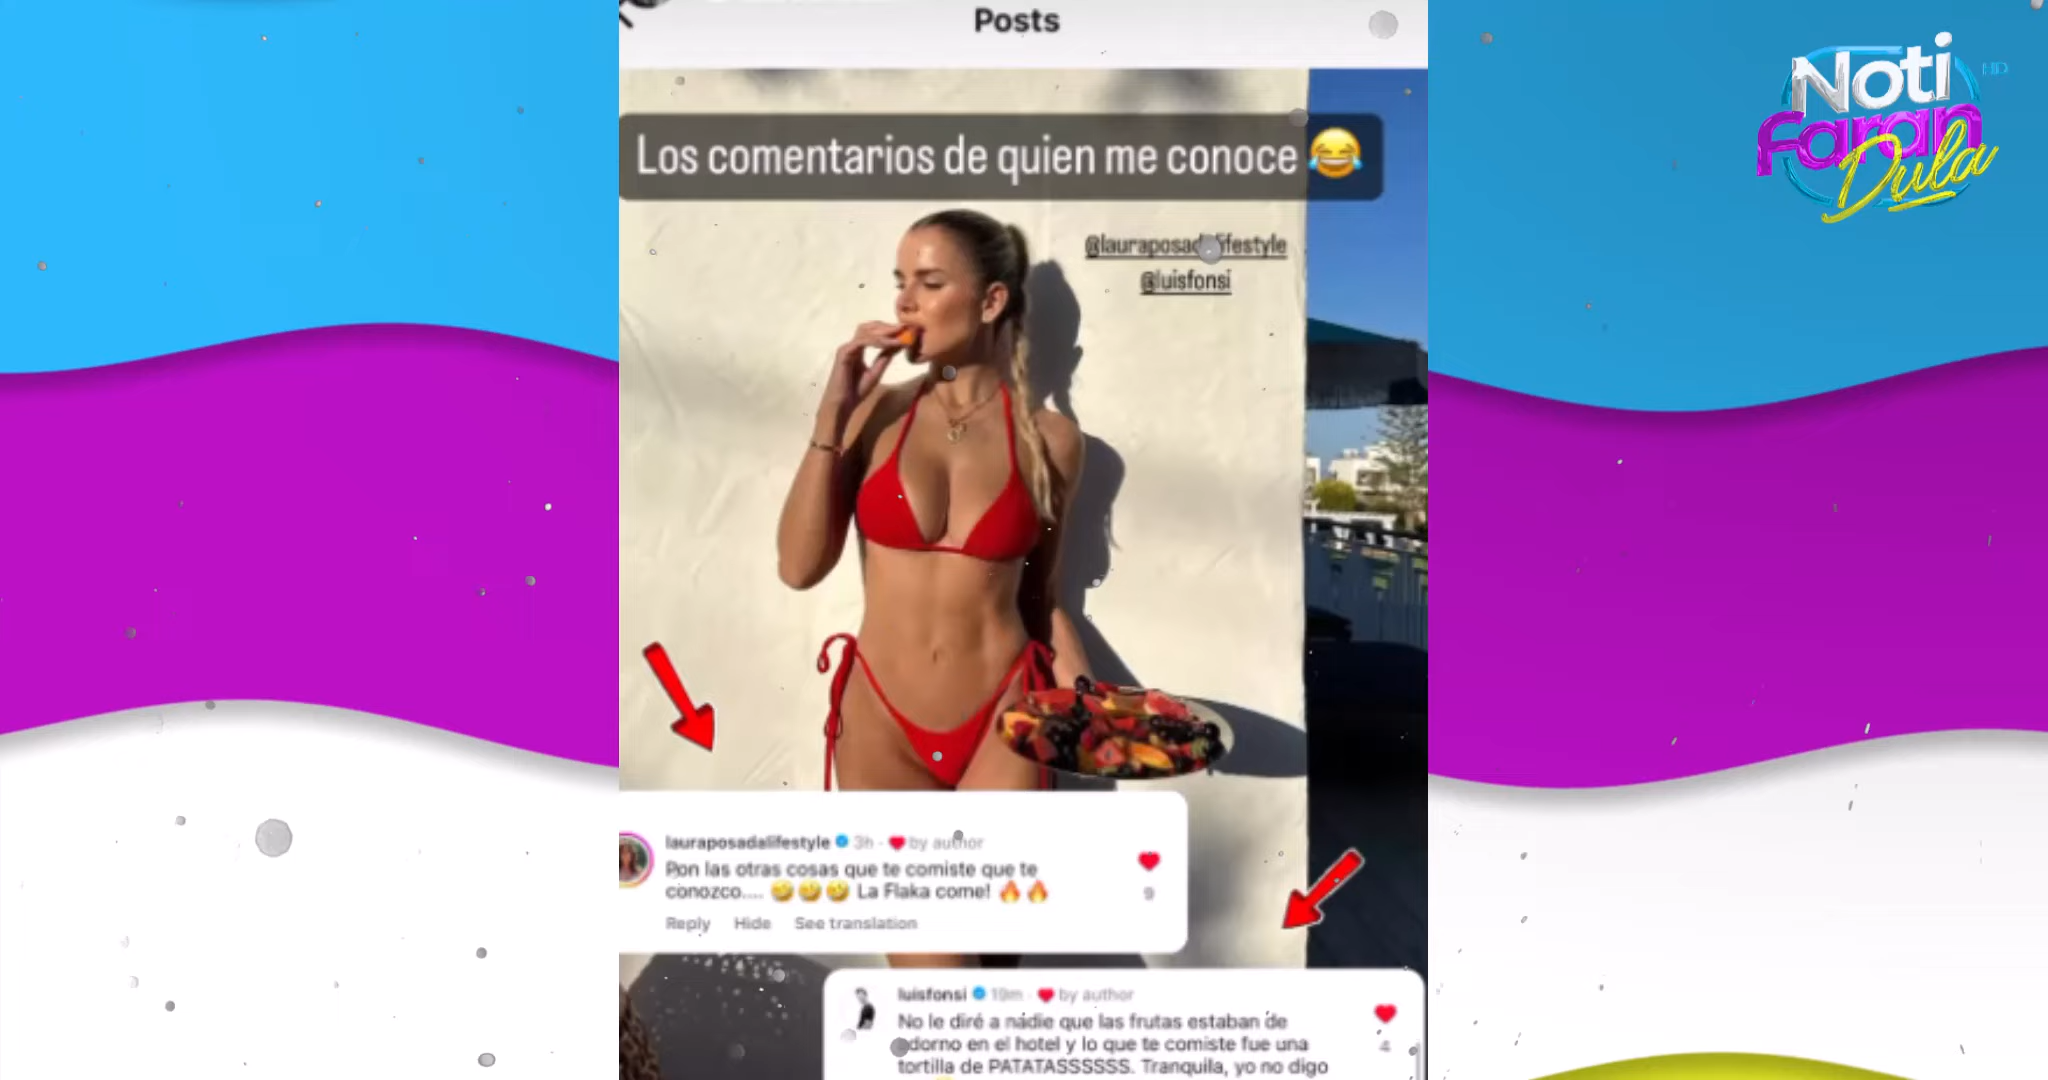 Posts
Noti
HD
Faran
Dula
Los comentarios de quien me conoce 😂
@lauraposadalifestyle
@luisfonsi
lauraposadalifestyle 3h · ❤️ by author
Pon las otras cosas que te comiste que te
conozco.... 🤣🤣🤣 La Flaka come! 🔥🔥
9
Reply Hide See translation
luisfonsi 19m · ❤️ by author
No le diré a nadie que las frutas estaban de
adorno en el hotel y lo que te comiste fue una
4
tortilla de PATATASSSSSS. Tranquila, yo no digo